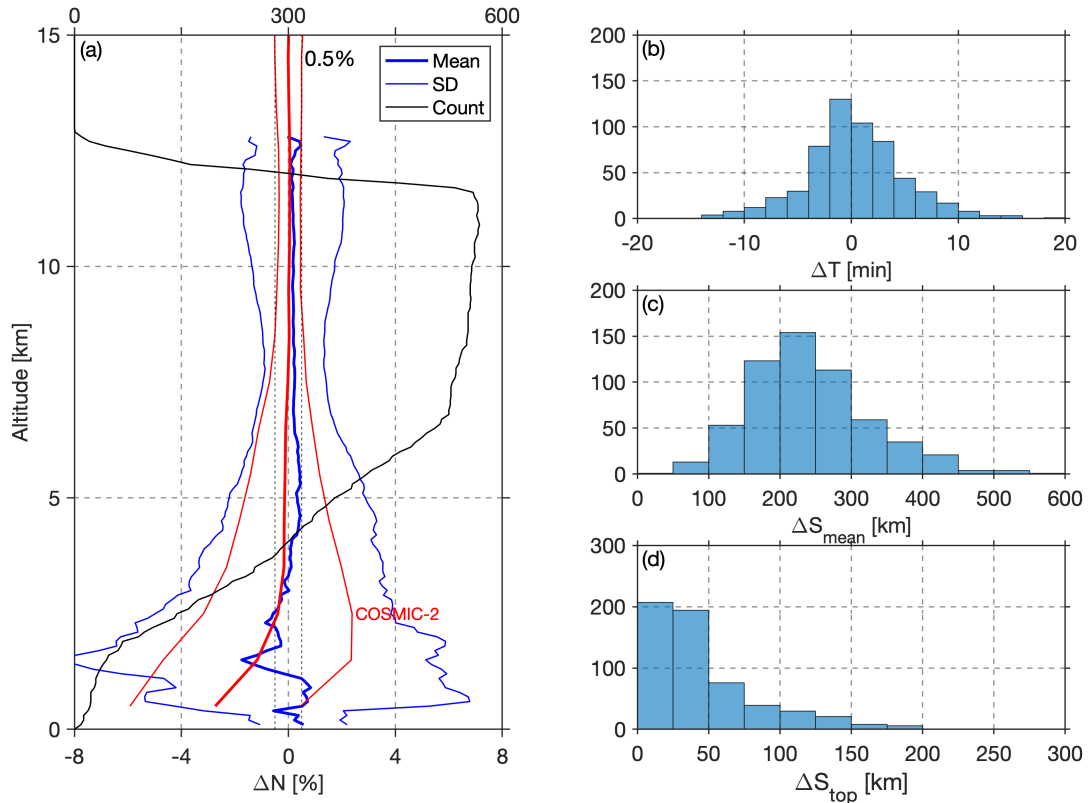 0 300 600
15
(a)
0.5%
Mean
SD
Count
10
5
0
Altitude [km]
COSMIC-2
-8 -4 0 4 8
ΔN [%]
200
(b)
150
100
50
0
-20 -10 0 10 20
ΔT [min]
200
(c)
150
100
50
0
0 100 200 300 400 500 600
ΔS_mean [km]
300
(d)
200
100
0
0 50 100 150 200 250 300
ΔS_top [km]